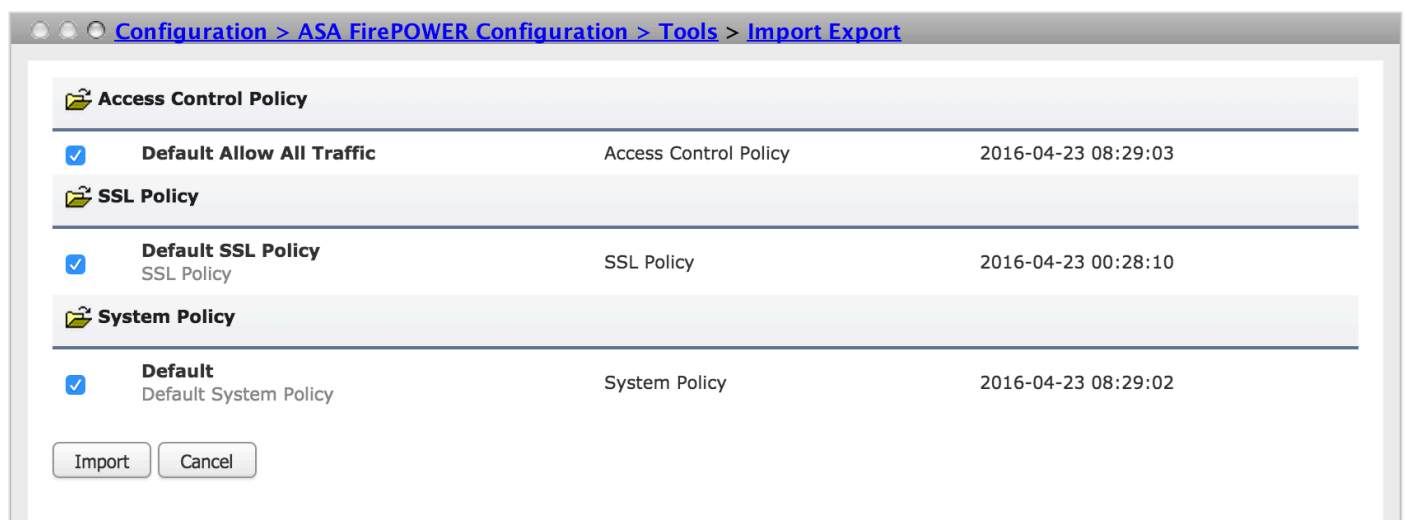 Configuration > ASA FirePOWER Configuration > Tools > Import Export
Access Control Policy
Default Allow All Traffic Access Control Policy 2016-04-23 08:29:03
SSL Policy
Default SSL Policy
SSL Policy SSL Policy 2016-04-23 00:28:10
System Policy
Default
Default System Policy System Policy 2016-04-23 08:29:02
Import Cancel